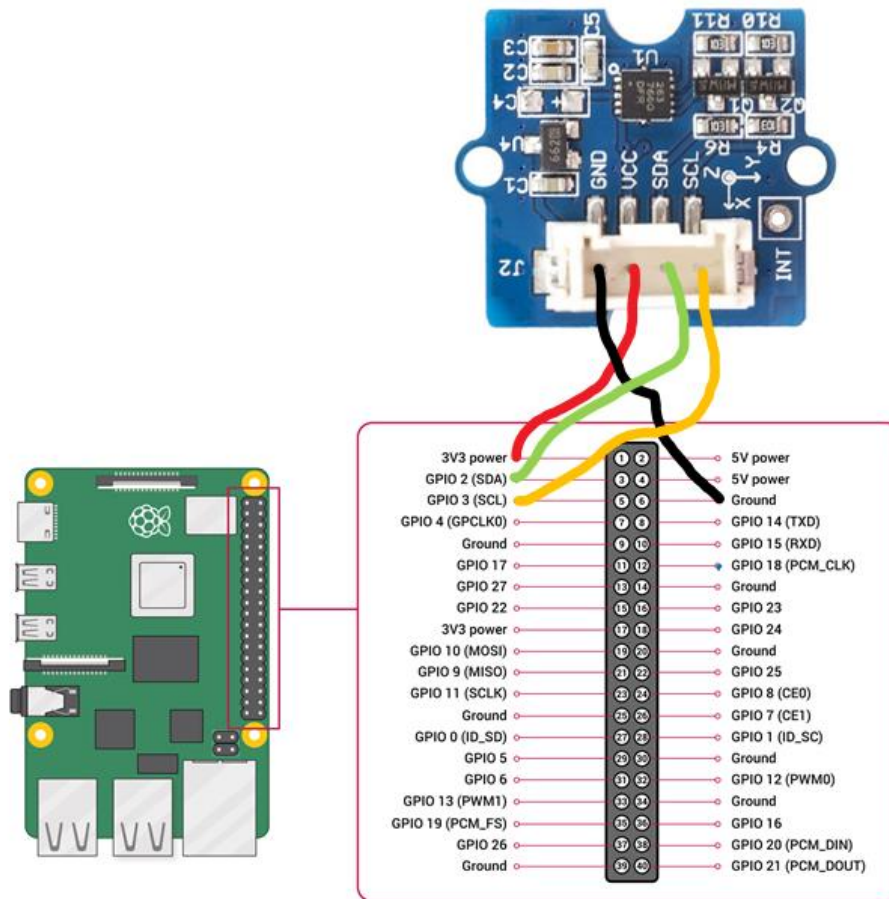 R11 R10
C5
C3
C2
U1
103 103
C4 +
263
7660
DFR
M1W5 M1W5
Q1 Q2
U4
662
103 103
R6 R4
C1
GND VCC SDA SCL
Z Y
X
J2
INT
3V3 power 1 2 5V power
GPIO 2 (SDA) 3 4 5V power
GPIO 3 (SCL) 5 6 Ground
GPIO 4 (GPCLK0) 7 8 GPIO 14 (TXD)
Ground 9 10 GPIO 15 (RXD)
GPIO 17 11 12 GPIO 18 (PCM_CLK)
GPIO 27 13 14 Ground
GPIO 22 15 16 GPIO 23
3V3 power 17 18 GPIO 24
GPIO 10 (MOSI) 19 20 Ground
GPIO 9 (MISO) 21 22 GPIO 25
GPIO 11 (SCLK) 23 24 GPIO 8 (CE0)
Ground 25 26 GPIO 7 (CE1)
GPIO 0 (ID_SD) 27 28 GPIO 1 (ID_SC)
GPIO 5 29 30 Ground
GPIO 6 31 32 GPIO 12 (PWM0)
GPIO 13 (PWM1) 33 34 Ground
GPIO 19 (PCM_FS) 35 36 GPIO 16
GPIO 26 37 38 GPIO 20 (PCM_DIN)
Ground 39 40 GPIO 21 (PCM_DOUT)